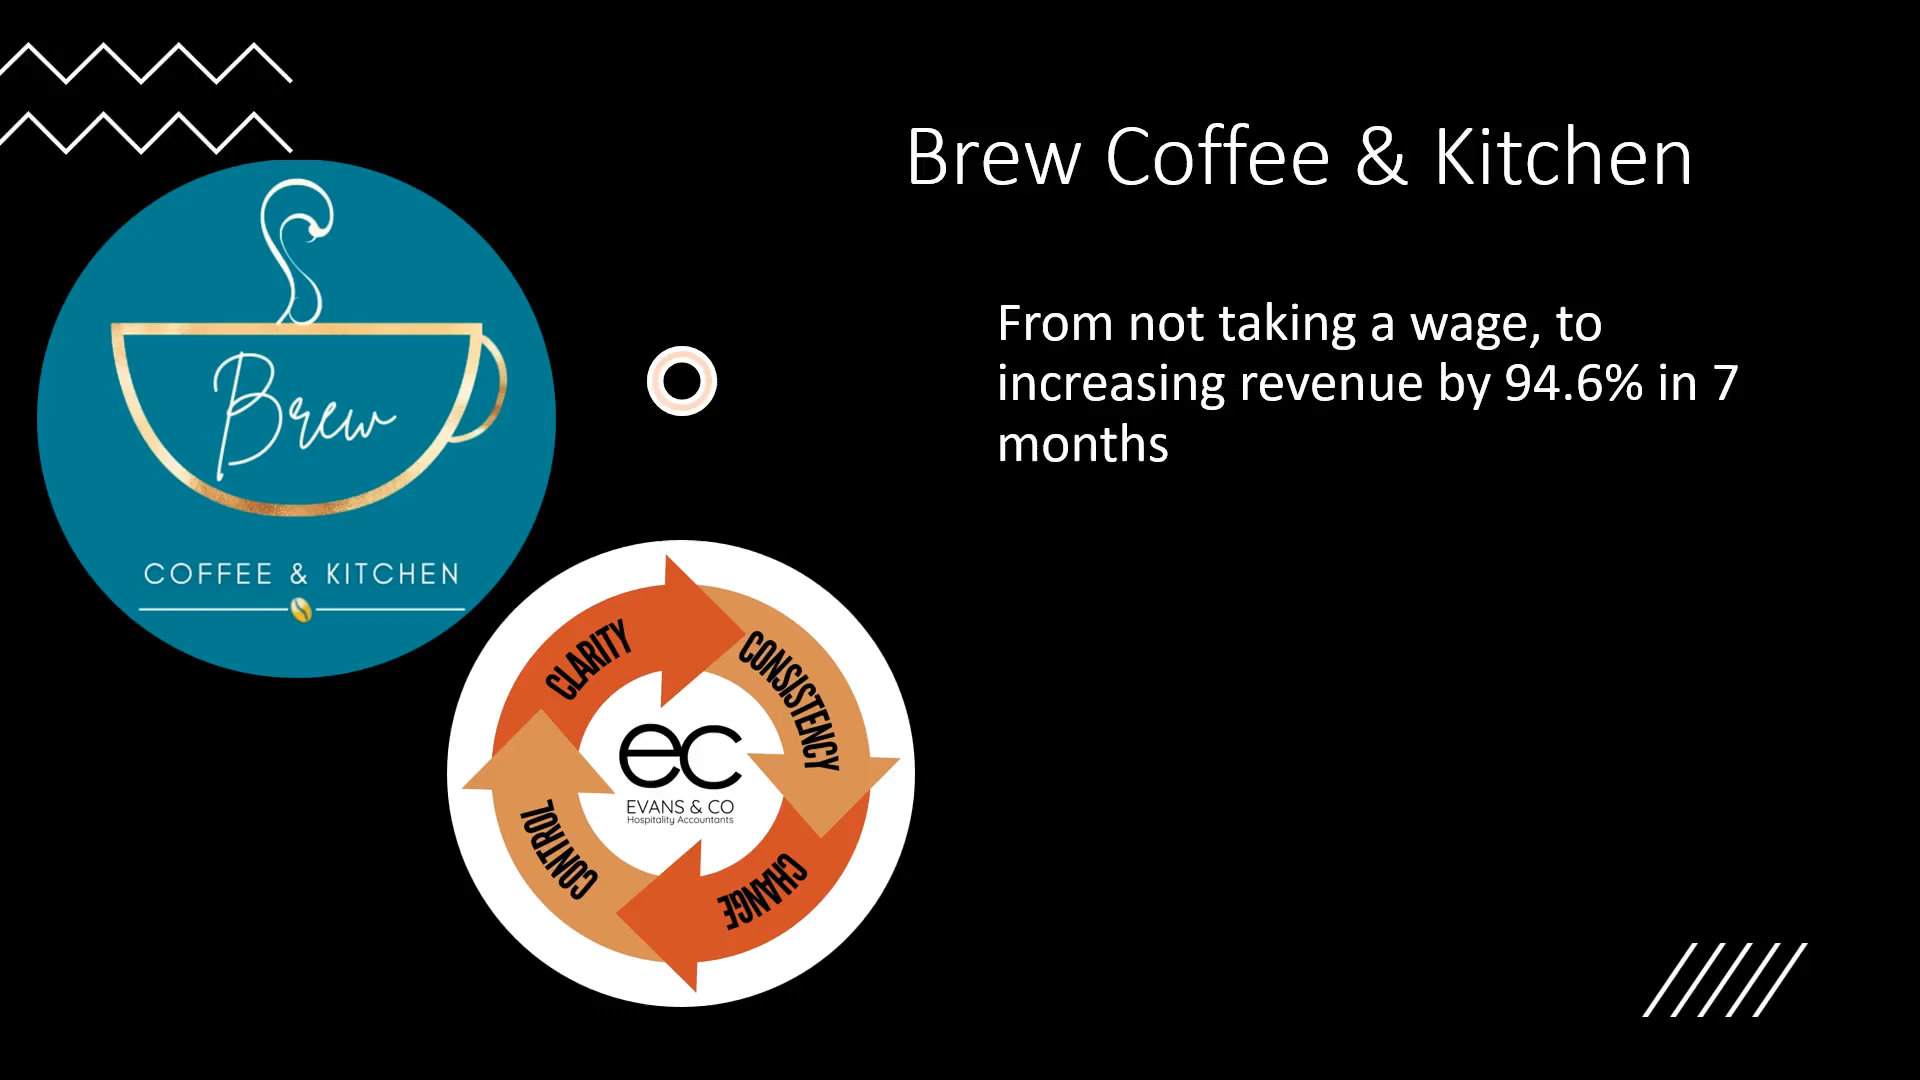 Brew Coffee & Kitchen
From not taking a wage, to
increasing revenue by 94.6% in 7
months
Brew
COFFEE & KITCHEN
CLARITY
CONSISTENCY
CHANGE
CONTROL
ec
EVANS & CO
Hospitality Accountants